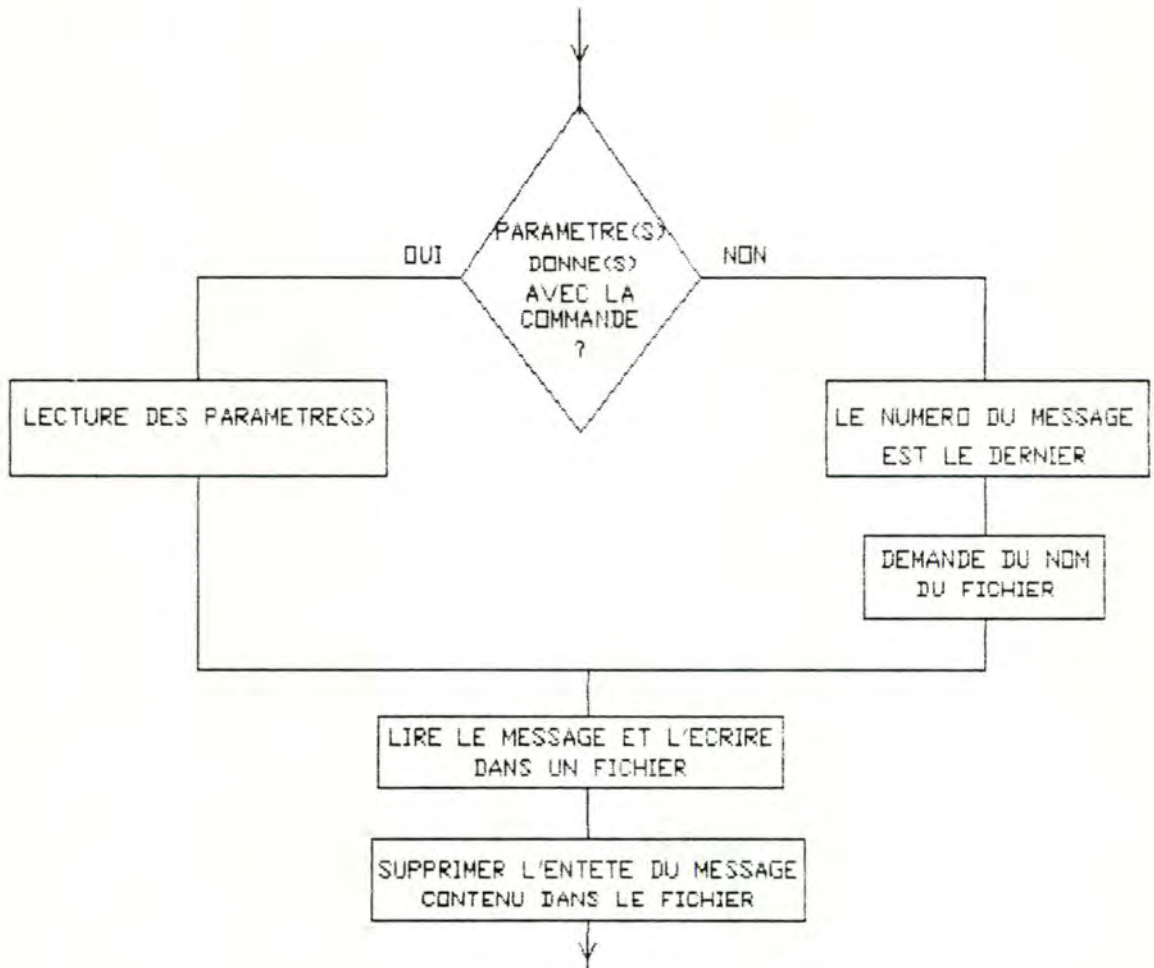 PARAMETRE(S)
DONNE(S)
AVEC LA
COMMANDE
?
OUI
NON
LECTURE DES PARAMETRE(S)
LE NUMERO DU MESSAGE
EST LE DERNIER
DEMANDE DU NOM
DU FICHIER
LIRE LE MESSAGE ET L'ECRIRE
DANS UN FICHIER
SUPPRIMER L'ENTETE DU MESSAGE
CONTENU DANS LE FICHIER